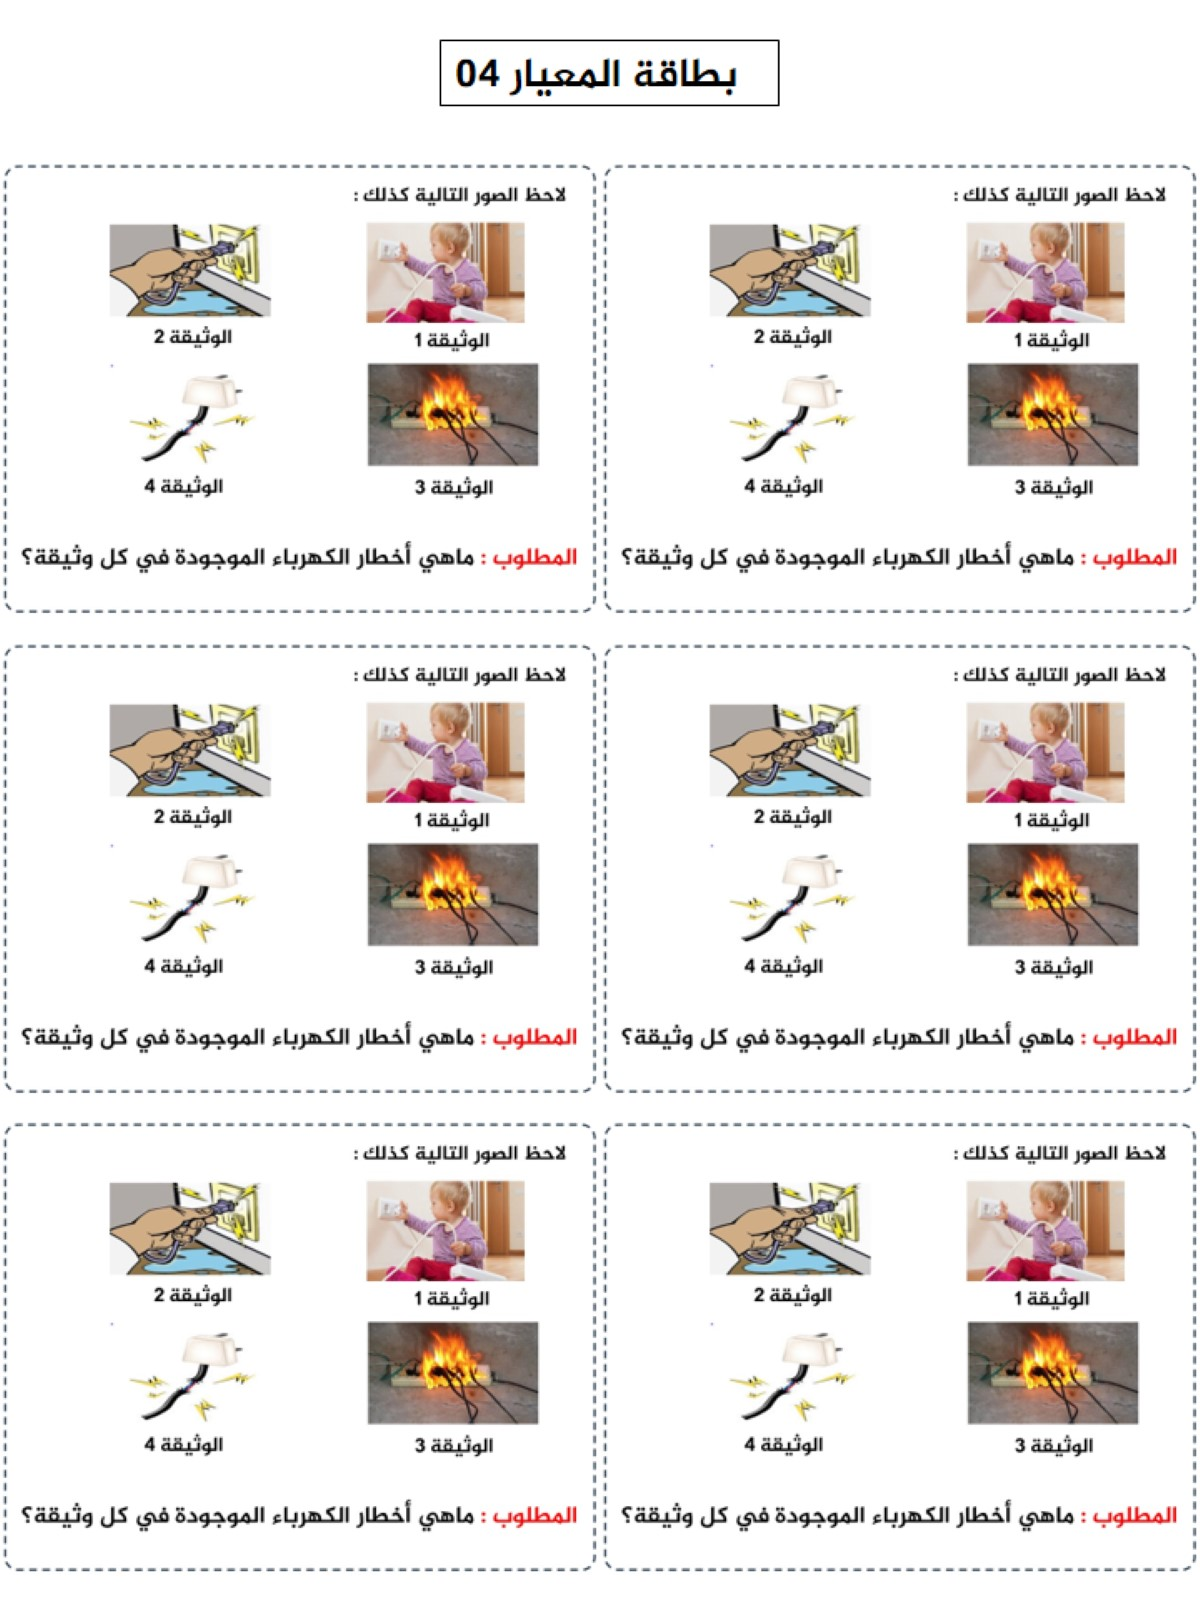 بطاقة المعيار 04
لاحظ الصور التالية كذلك :
الوثيقة 1
الوثيقة 2
الوثيقة 3
الوثيقة 4
المطلوب : ماهي أخطار الكهرباء الموجودة في كل وثيقة؟
لاحظ الصور التالية كذلك :
الوثيقة 1
الوثيقة 2
الوثيقة 3
الوثيقة 4
المطلوب : ماهي أخطار الكهرباء الموجودة في كل وثيقة؟
لاحظ الصور التالية كذلك :
الوثيقة 1
الوثيقة 2
الوثيقة 3
الوثيقة 4
المطلوب : ماهي أخطار الكهرباء الموجودة في كل وثيقة؟
لاحظ الصور التالية كذلك :
الوثيقة 1
الوثيقة 2
الوثيقة 3
الوثيقة 4
المطلوب : ماهي أخطار الكهرباء الموجودة في كل وثيقة؟
لاحظ الصور التالية كذلك :
الوثيقة 1
الوثيقة 2
الوثيقة 3
الوثيقة 4
المطلوب : ماهي أخطار الكهرباء الموجودة في كل وثيقة؟
لاحظ الصور التالية كذلك :
الوثيقة 1
الوثيقة 2
الوثيقة 3
الوثيقة 4
المطلوب : ماهي أخطار الكهرباء الموجودة في كل وثيقة؟